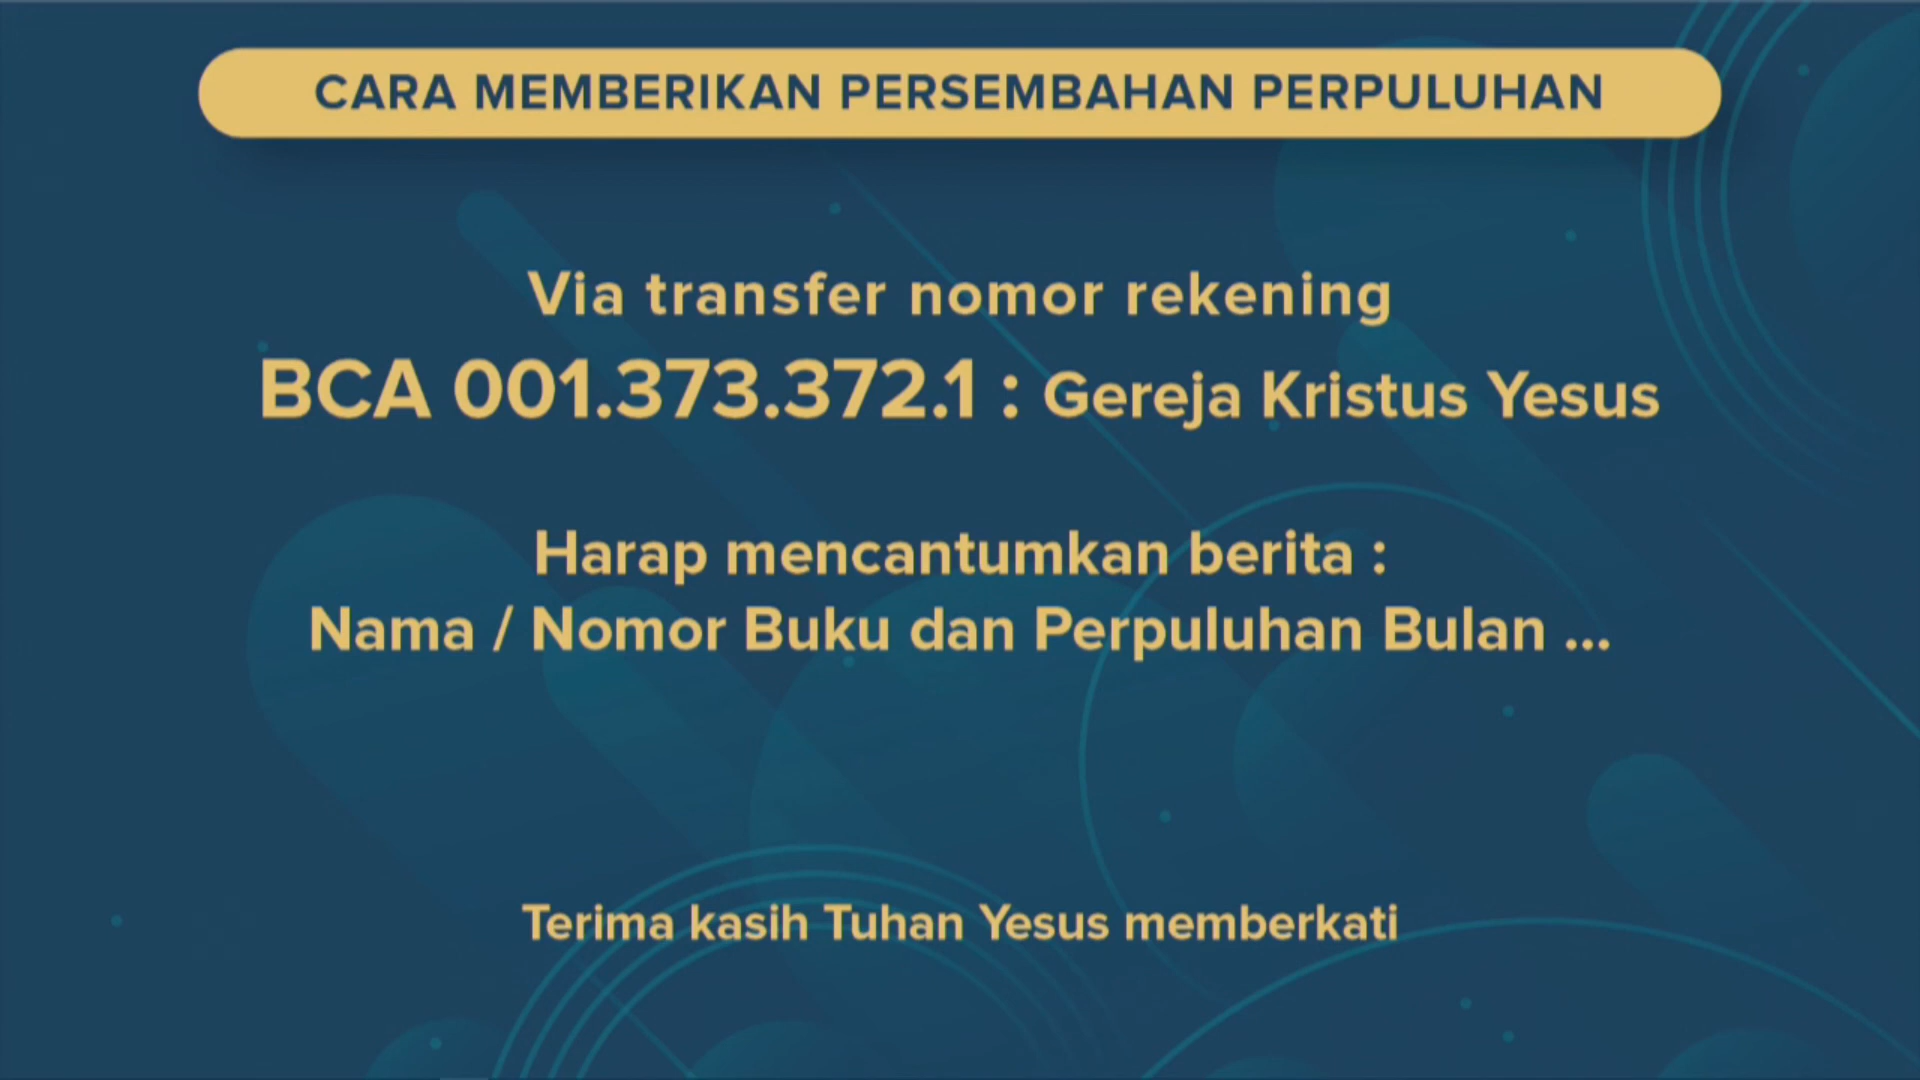 CARA MEMBERIKAN PERSEMBAHAN PERPULUHAN
Via transfer nomor rekening
BCA 001.373.372.1 : Gereja Kristus Yesus
Harap mencantumkan berita :
Nama / Nomor Buku dan Perpuluhan Bulan ...
Terima kasih Tuhan Yesus memberkati